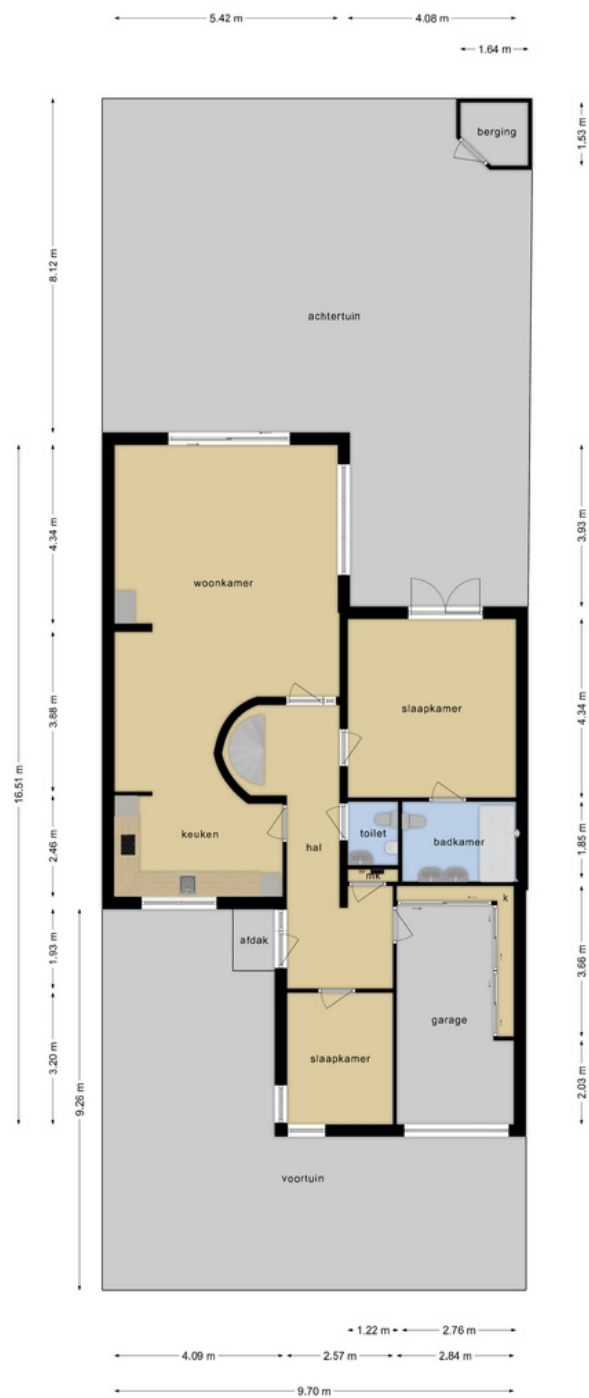 5.42 m
4.08 m
1.64 m
berging
1.53 m
8.12 m
achtertuin
16.51 m
4.34 m
3.93 m
woonkamer
slaapkamer
4.34 m
3.88 m
keuken
hal
toilet
badkamer
1.85 m
2.46 m
mk
k
afdak
1.93 m
3.66 m
garage
slaapkamer
3.20 m
2.03 m
9.26 m
voortuin
1.22 m
2.76 m
4.09 m
2.57 m
2.84 m
9.70 m